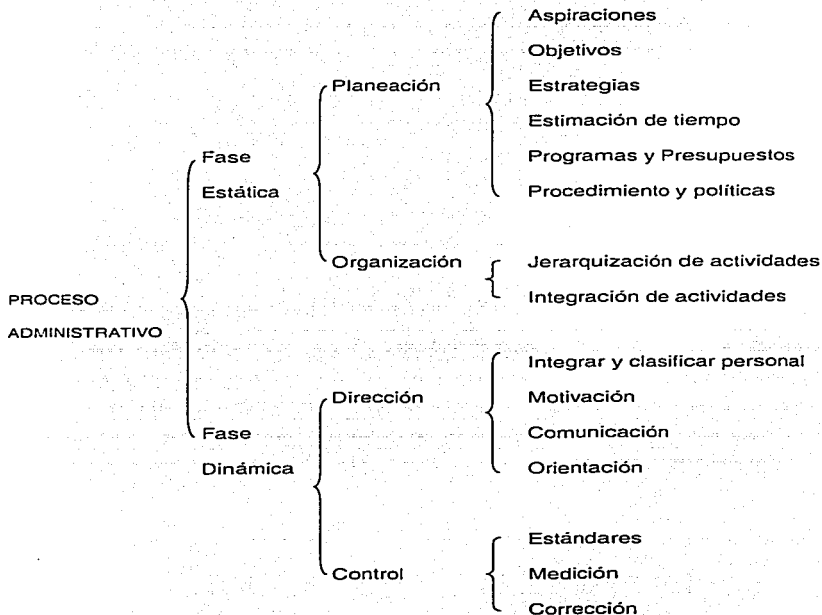 PROCESO
ADMINISTRATIVO
Fase
Estática
Planeación
Aspiraciones
Objetivos
Estrategias
Estimación de tiempo
Programas y Presupuestos
Procedimiento y políticas
Organización
Jerarquización de actividades
Integración de actividades
Fase
Dinámica
Dirección
Integrar y clasificar personal
Motivación
Comunicación
Orientación
Control
Estándares
Medición
Corrección